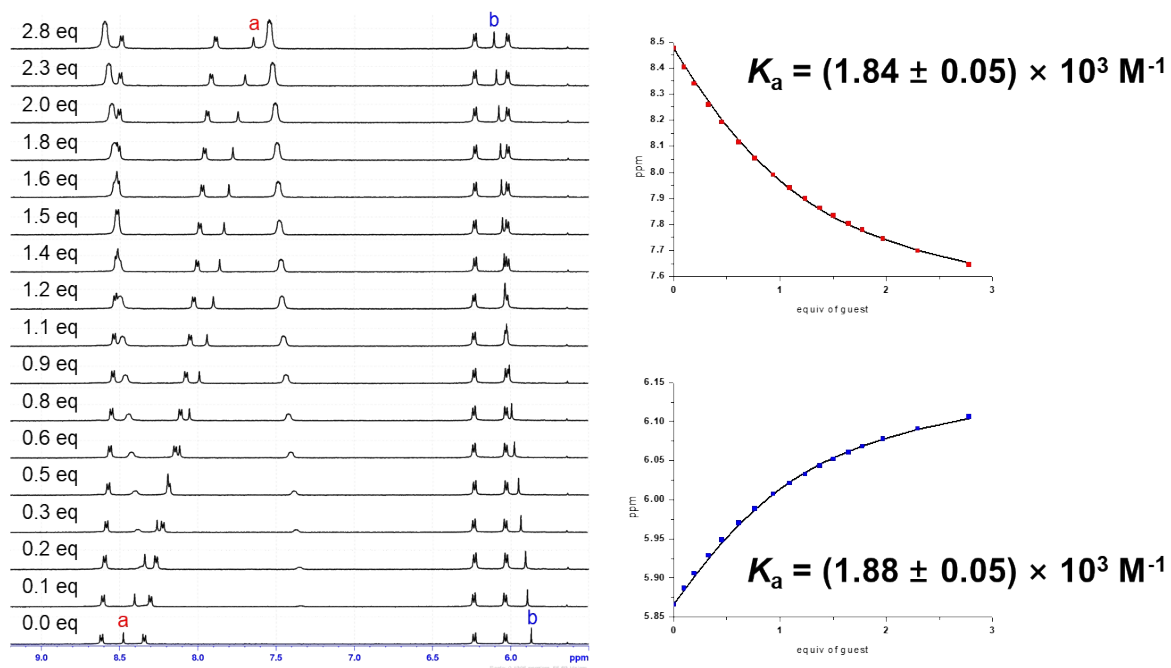 2.8 eq
a
b
2.3 eq
2.0 eq
1.8 eq
1.6 eq
1.5 eq
1.4 eq
1.2 eq
1.1 eq
0.9 eq
0.8 eq
0.6 eq
0.5 eq
0.3 eq
0.2 eq
0.1 eq
0.0 eq
a
b
9.0 8.5 8.0 7.5 7.0 6.5 6.0 ppm
Kₐ = (1.84 ± 0.05) × 10³ M⁻¹
8.5
8.4
8.3
8.2
8.1
8.0
7.9
7.8
7.7
7.6
ppm
0 1 2 3
equiv of guest
6.15
6.10
6.05
6.00
5.95
5.90
5.85
ppm
Kₐ = (1.88 ± 0.05) × 10³ M⁻¹
0 1 2 3
equiv of guest